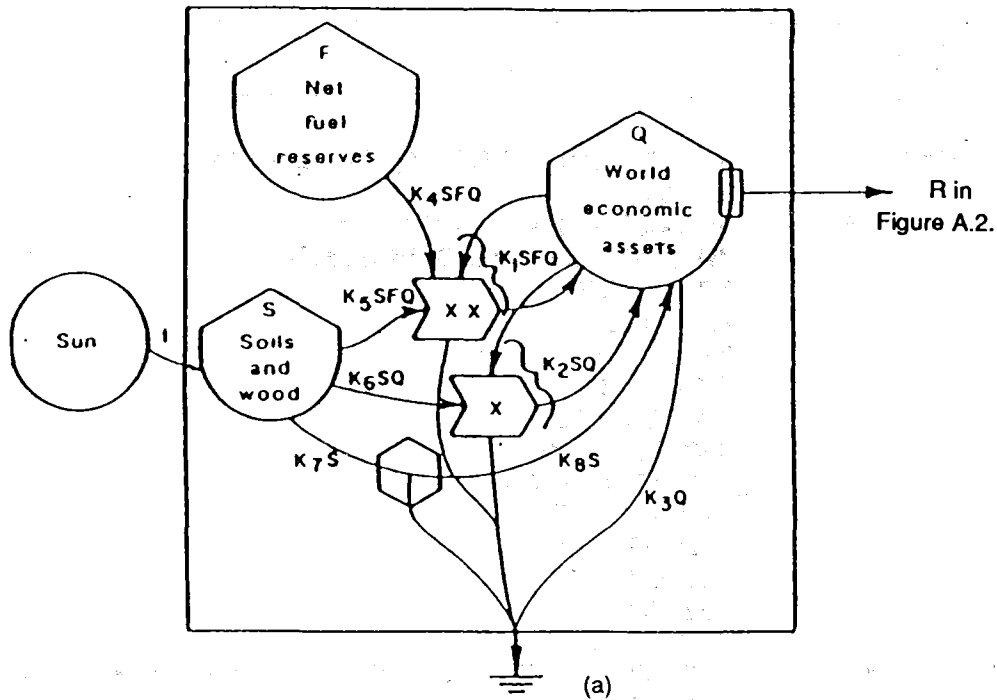 F
Net
fuel
reserves
Q
World
economic
assets
R in
Figure A.2.
K4SFQ
K1SFQ
K5SFQ
X X
Sun
I
S
Soils
and
wood
K6SQ
K2SQ
X
K7S
K8S
K3Q
(a)